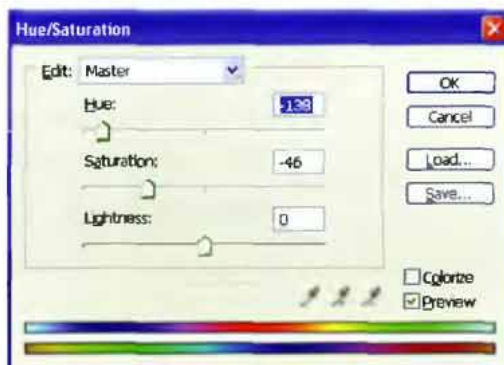 Hue/Saturation
Edit: Master
Hue: -138
Saturation: -46
Lightness: 0
OK
Cancel
Load...
Save...
Colorize
Preview